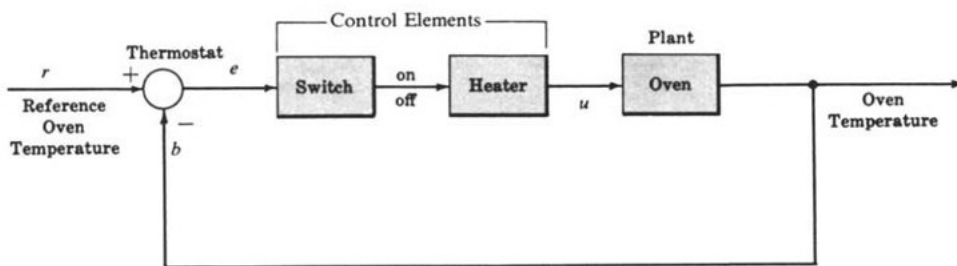 Control Elements
Thermostat
Plant
r
+
e
Switch
on
off
Heater
u
Oven
Reference
Oven
Temperature
−
b
Oven
Temperature